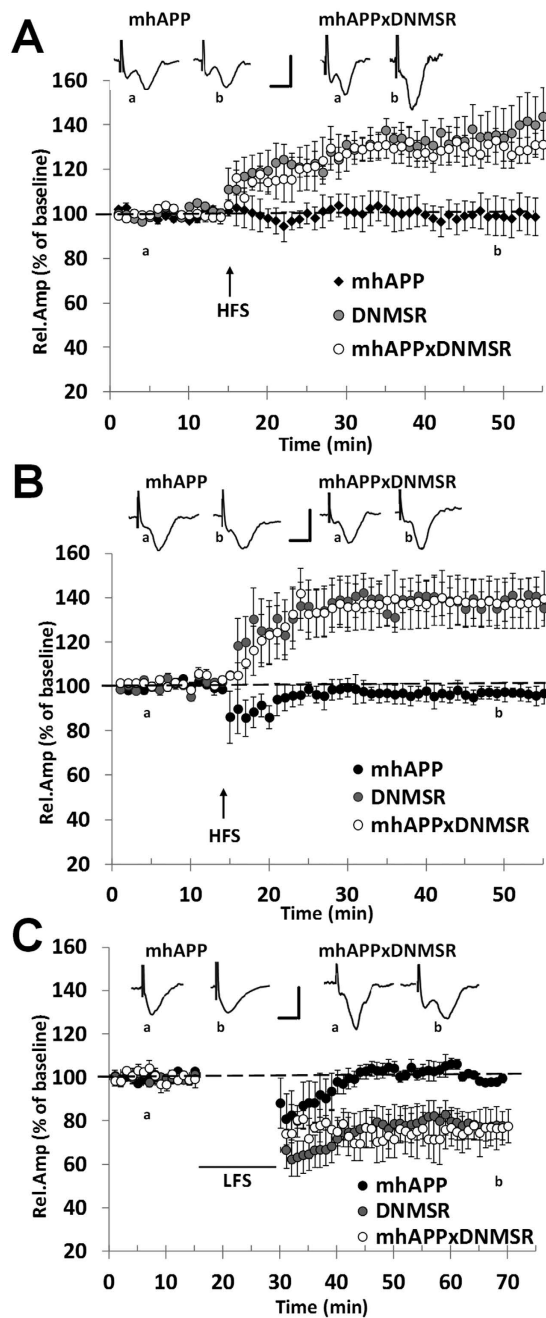 A
mhAPP mhAPPxDNMSR
a b a b
160
140
120
100
80
60
40
20
Rel.Amp (% of baseline)
a b
HFS
mhAPP
DNMSR
mhAPPxDNMSR
0 10 20 30 40 50
Time (min)
B
mhAPP mhAPPxDNMSR
a b a b
160
140
120
100
80
60
40
20
Rel.Amp (% of baseline)
a b
HFS
mhAPP
DNMSR
mhAPPxDNMSR
0 10 20 30 40 50
Time (min)
C
mhAPP mhAPPxDNMSR
a b a b
160
140
120
100
80
60
40
20
Rel.Amp (% of baseline)
a b
LFS
mhAPP
DNMSR
mhAPPxDNMSR
0 10 20 30 40 50 60 70
Time (min)